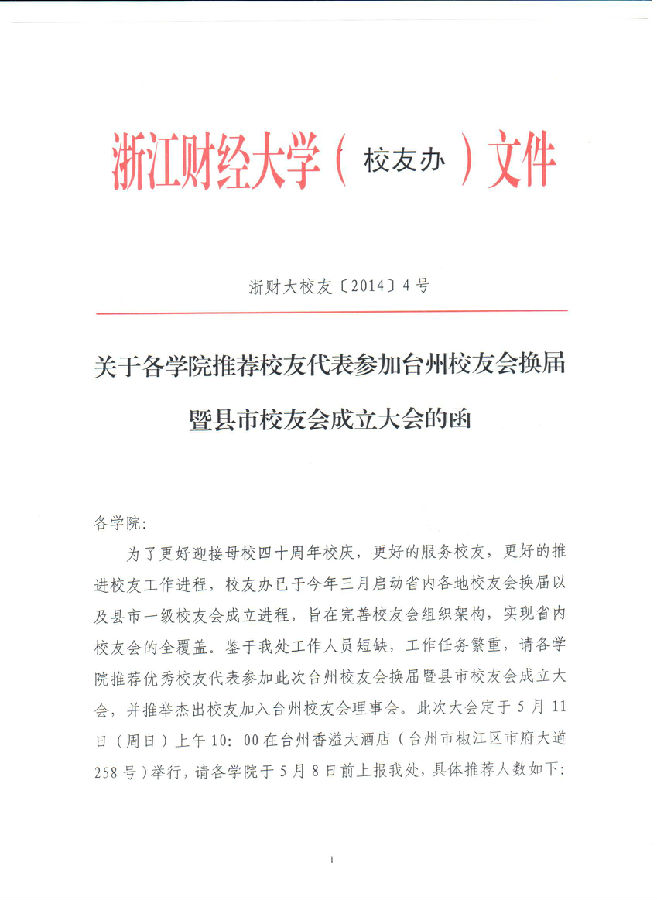 浙江财经大学(校友办)文件
浙财大校友〔2014〕4号
关于各学院推荐校友代表参加台州校友会换届
暨县市校友会成立大会的函
各学院：
为了更好迎接母校四十周年校庆，更好的服务校友，更好的推
进校友工作进程，校友办已于今年三月启动省内各地校友会换届以
及县市一级校友会成立进程，旨在完善校友会组织架构，实现省内
校友会的全覆盖。鉴于我处工作人员短缺，工作任务繁重，请各学
院推荐优秀校友代表参加此次台州校友会换届暨县市校友会成立大
会，并推举杰出校友加入台州校友会理事会。此次大会定于5月11
日（周日）上午10：00在台州香溢大酒店（台州市椒江区市府大道
258号）举行，请各学院于5月8日前上报我处，具体推荐人数如下：
1